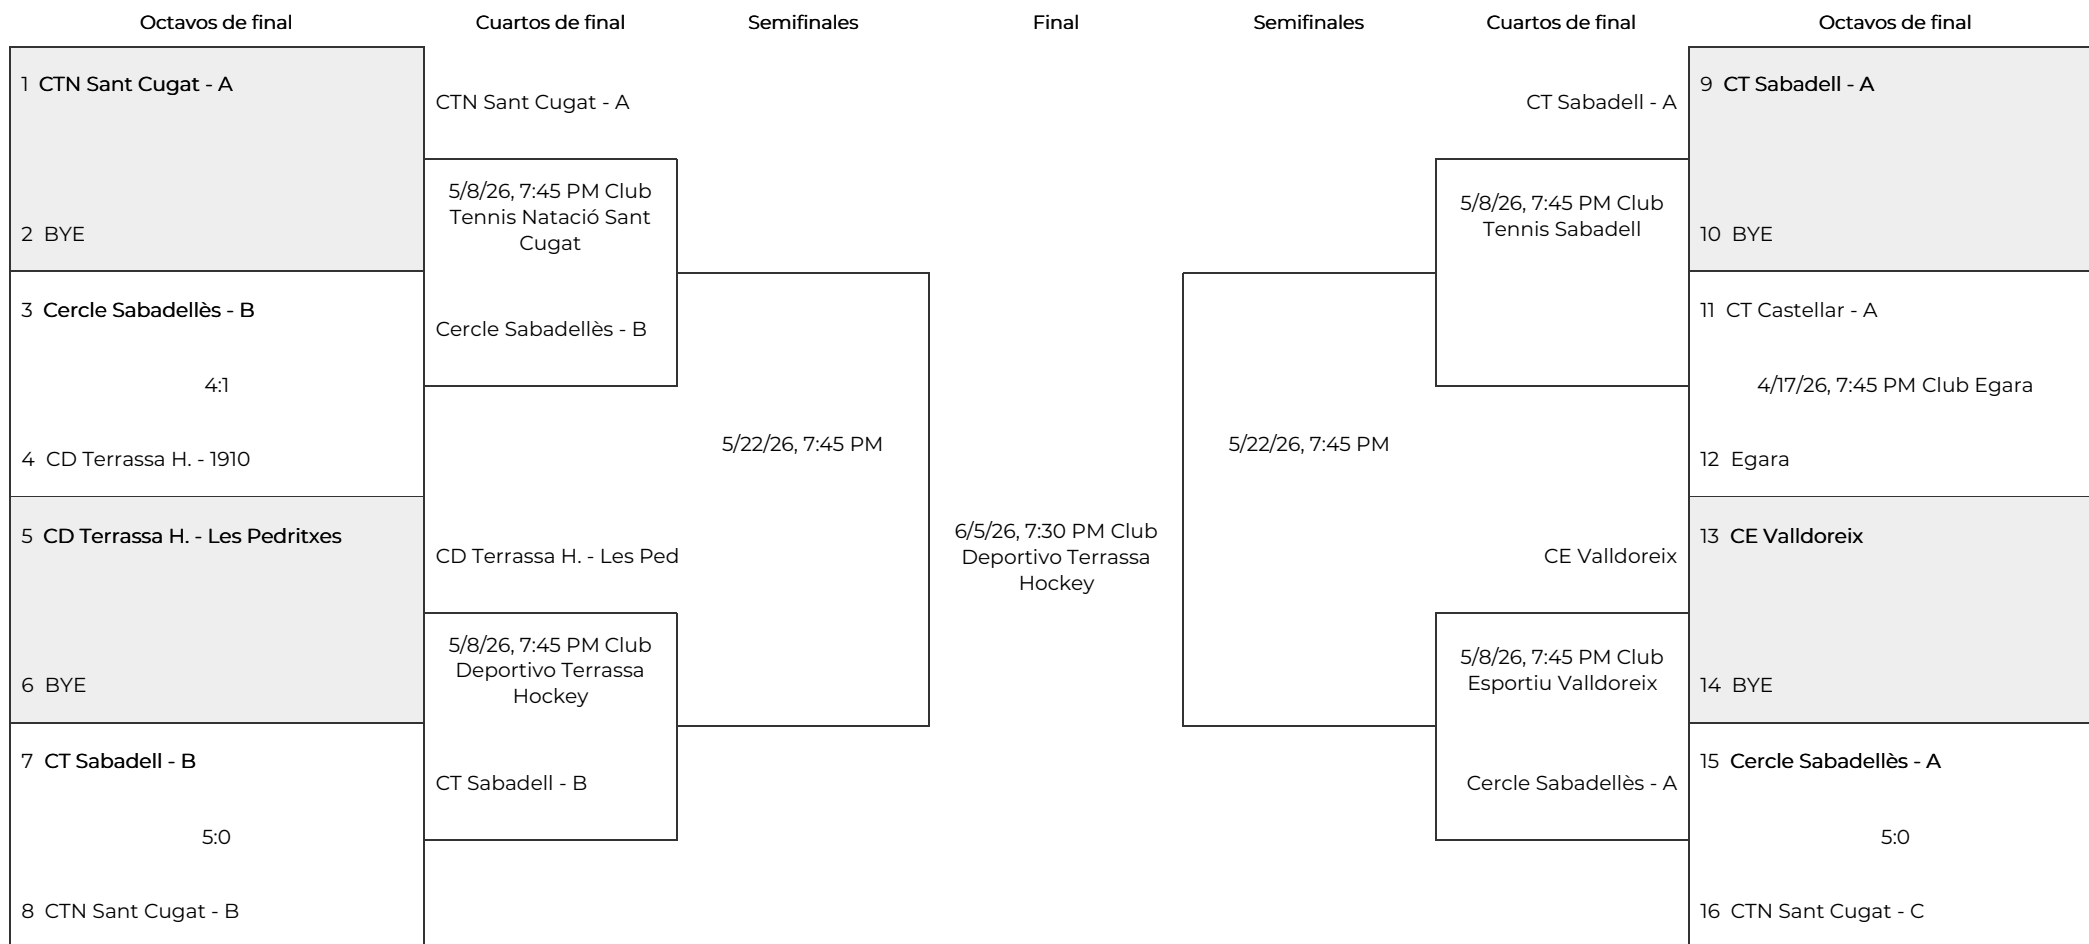 Octavos de final
Cuartos de final
Semifinales
Final
Semifinales
Cuartos de final
Octavos de final
1 CTN Sant Cugat - A
2 BYE
3 Cercle Sabadellès - B
4:1
4 CD Terrassa H. - 1910
5 CD Terrassa H. - Les Pedritxes
6 BYE
7 CT Sabadell - B
5:0
8 CTN Sant Cugat - B
CTN Sant Cugat - A
5/8/26, 7:45 PM Club
Tennis Natació Sant
Cugat
Cercle Sabadellès - B
CD Terrassa H. - Les Ped
5/8/26, 7:45 PM Club
Deportivo Terrassa
Hockey
CT Sabadell - B
5/22/26, 7:45 PM
6/5/26, 7:30 PM Club
Deportivo Terrassa
Hockey
5/22/26, 7:45 PM
CT Sabadell - A
5/8/26, 7:45 PM Club
Tennis Sabadell
CE Valldoreix
5/8/26, 7:45 PM Club
Esportiu Valldoreix
Cercle Sabadellès - A
9 CT Sabadell - A
10 BYE
11 CT Castellar - A
4/17/26, 7:45 PM Club Egara
12 Egara
13 CE Valldoreix
14 BYE
15 Cercle Sabadellès - A
5:0
16 CTN Sant Cugat - C